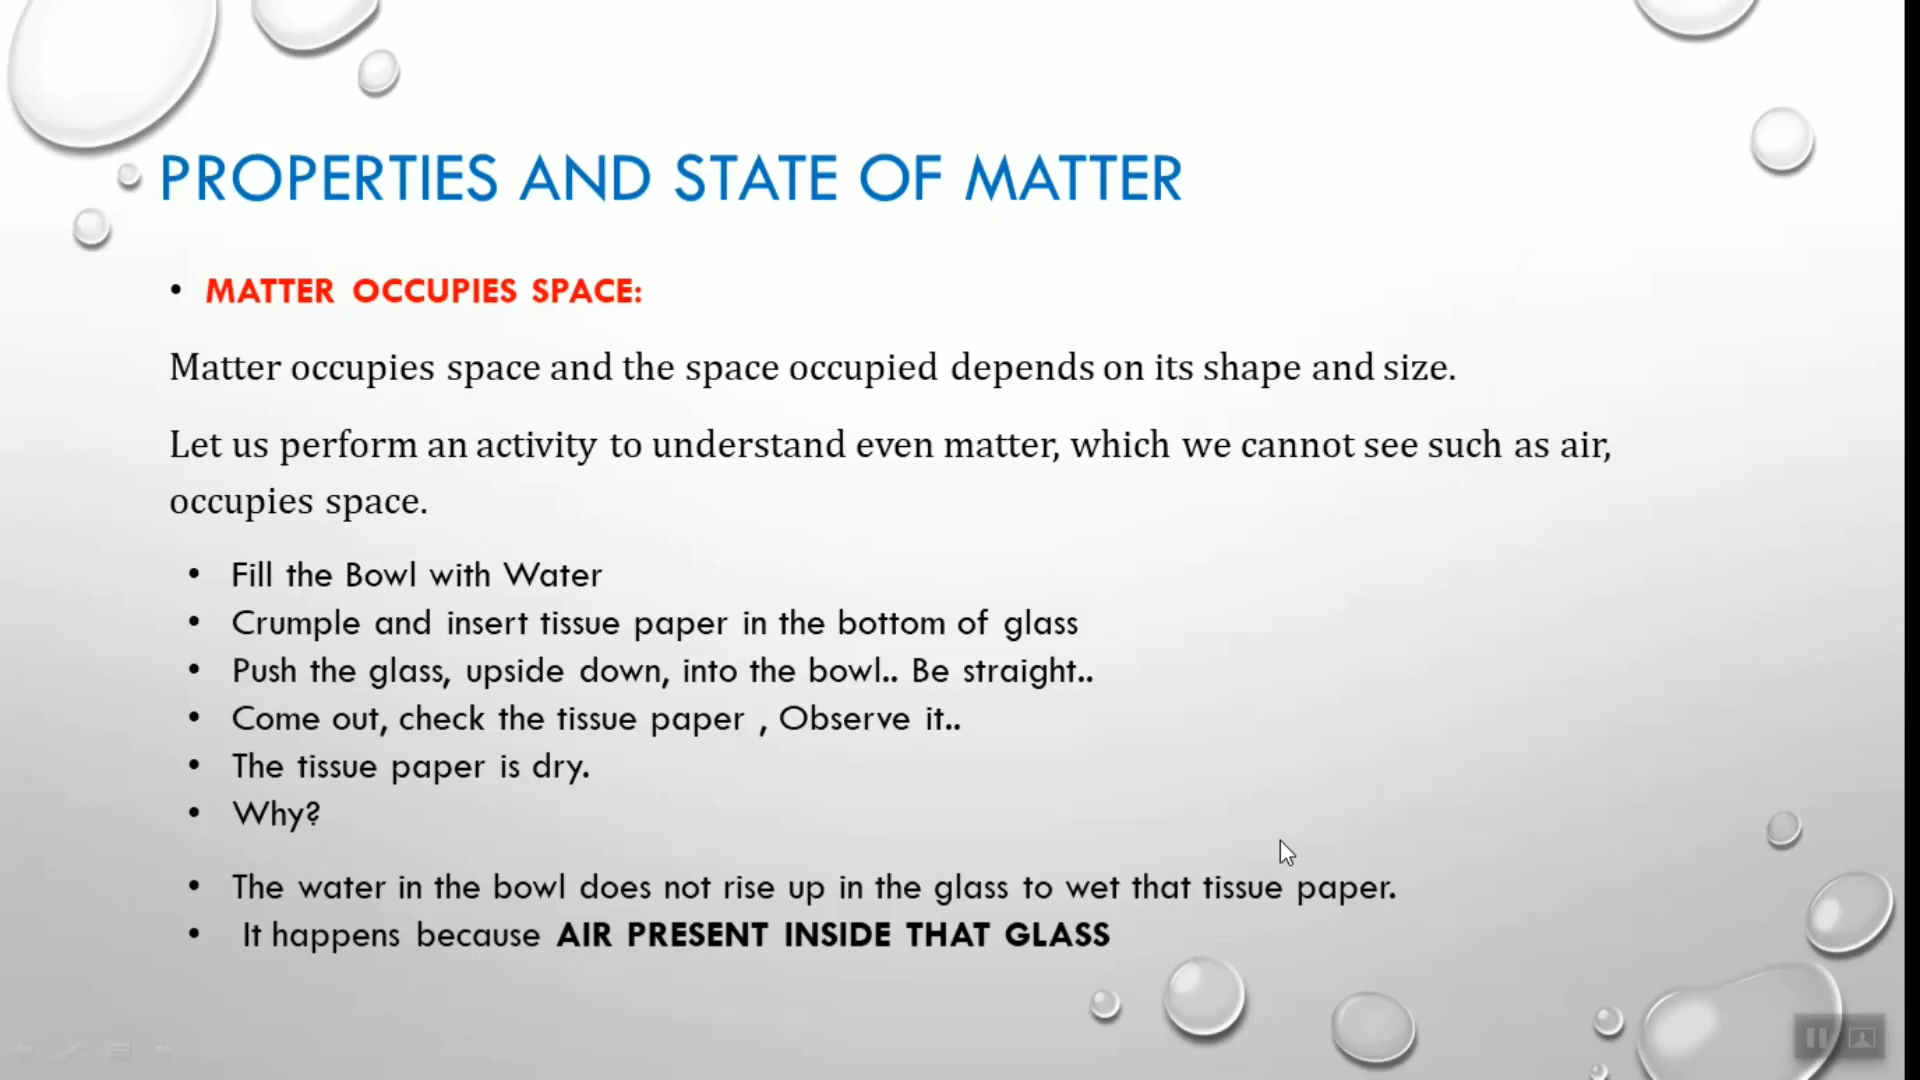 PROPERTIES AND STATE OF MATTER
• MATTER OCCUPIES SPACE:
Matter occupies space and the space occupied depends on its shape and size.
Let us perform an activity to understand even matter, which we cannot see such as air,
occupies space.
• Fill the Bowl with Water
• Crumple and insert tissue paper in the bottom of glass
• Push the glass, upside down, into the bowl.. Be straight..
• Come out, check the tissue paper , Observe it..
• The tissue paper is dry.
• Why?
• The water in the bowl does not rise up in the glass to wet that tissue paper.
• It happens because AIR PRESENT INSIDE THAT GLASS